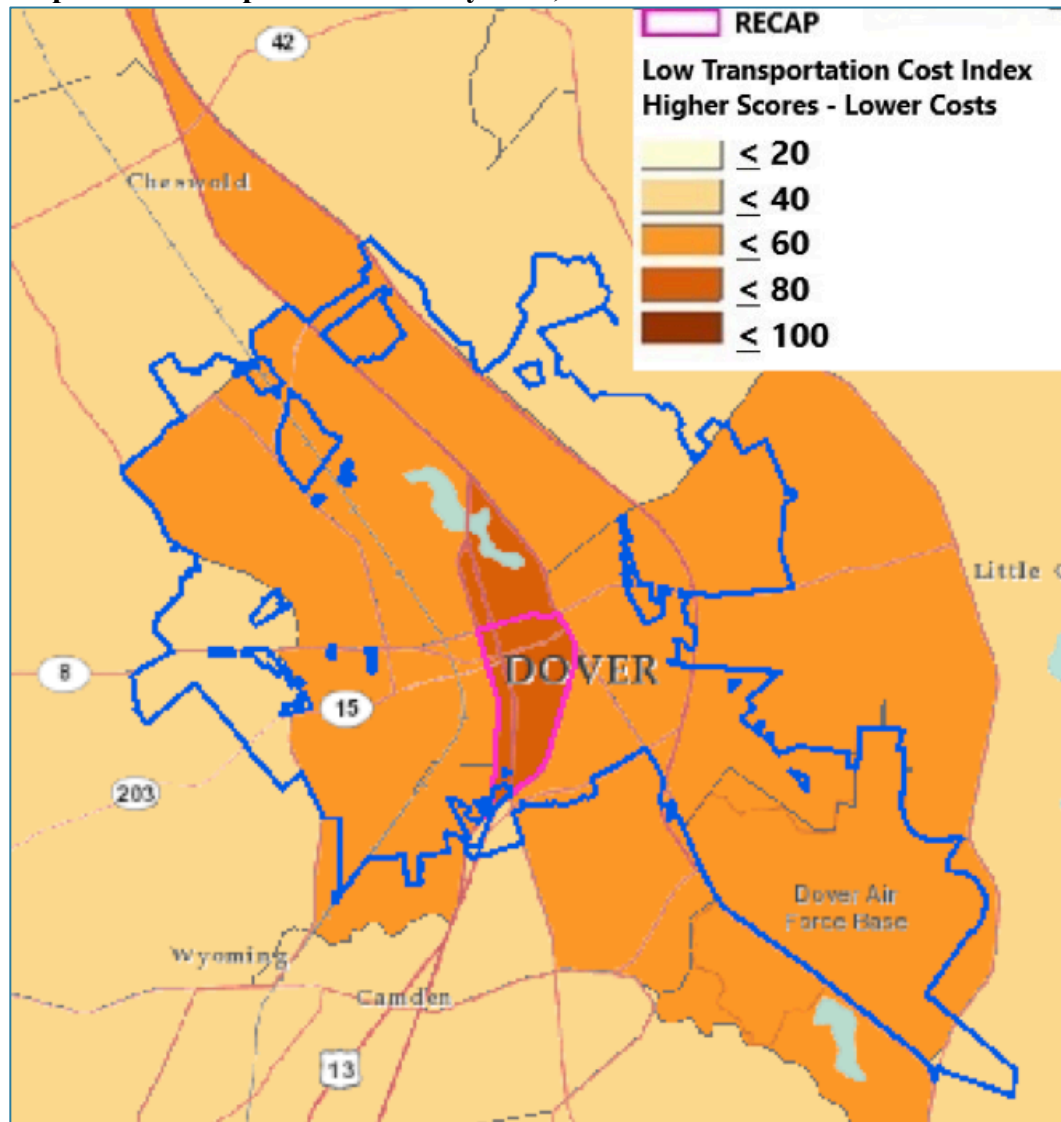 RECAP
Low Transportation Cost Index
Higher Scores - Lower Costs
≤ 20
≤ 40
≤ 60
≤ 80
≤ 100
42
Cheswold
Little
DOVER
8
15
203
Dover Air
Force Base
Wyoming
Camden
13